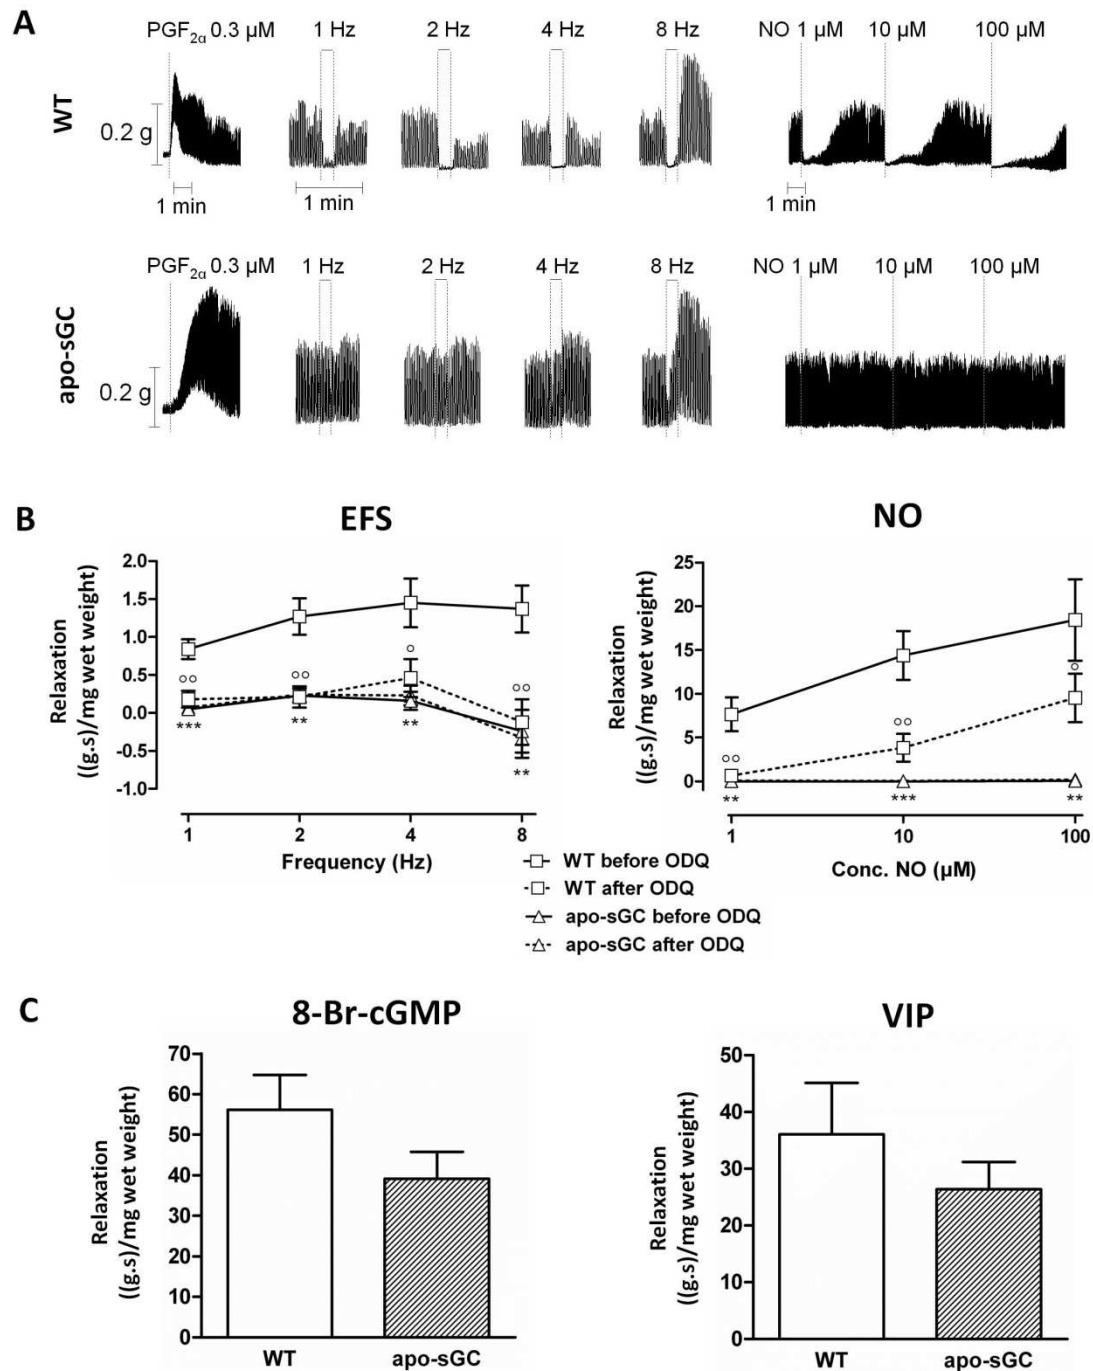 A
PGF2α 0.3 µM 1 Hz 2 Hz 4 Hz 8 Hz NO 1 µM 10 µM 100 µM
WT
0.2 g
1 min 1 min 1 min
PGF2α 0.3 µM 1 Hz 2 Hz 4 Hz 8 Hz NO 1 µM 10 µM 100 µM
apo-sGC
0.2 g
B
EFS
Relaxation
((g.s)/mg wet weight)
2.0
1.5
1.0
0.5
0.0
-0.5
-1.0
°° °° ° °°
*** ** ** **
1 2 4 8
Frequency (Hz)
NO
Relaxation
((g.s)/mg wet weight)
25
20
15
10
5
0
°° °° °
** *** **
1 10 100
Conc. NO (µM)
WT before ODQ
WT after ODQ
apo-sGC before ODQ
apo-sGC after ODQ
C
8-Br-cGMP
Relaxation
((g.s)/mg wet weight)
70
60
50
40
30
20
10
0
WT apo-sGC
VIP
Relaxation
((g.s)/mg wet weight)
50
40
30
20
10
0
WT apo-sGC